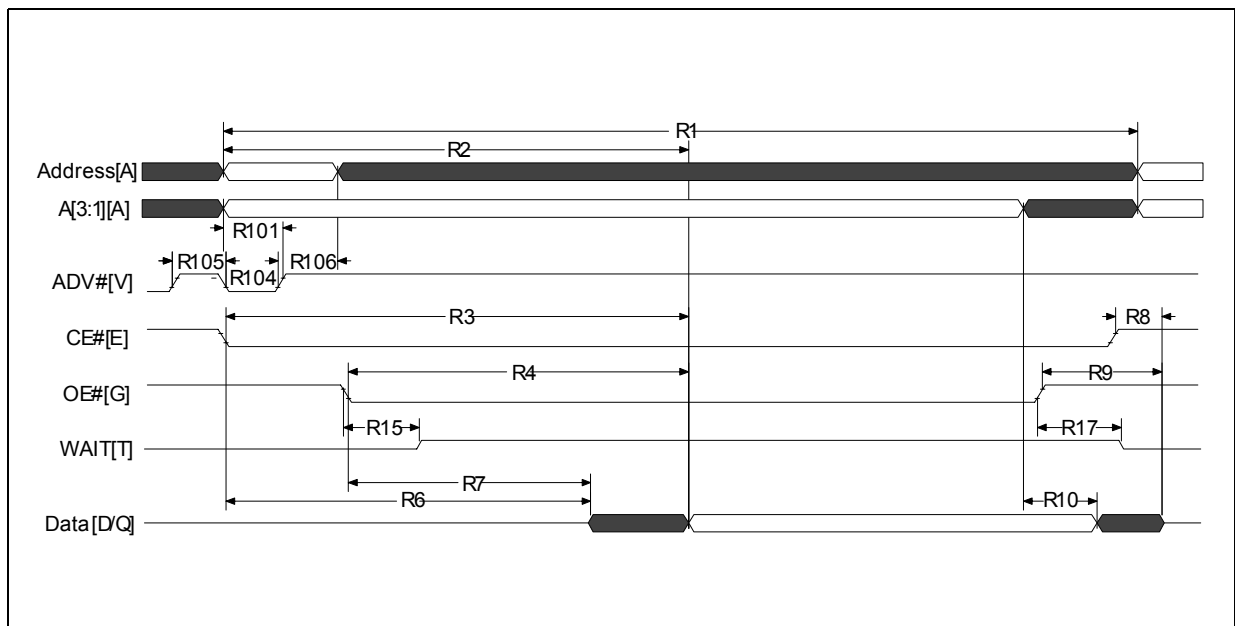 R1
R2
Address[A]
A[3:1][A]
R101
R105
R104
R106
ADV#[V]
R3
R8
CE#[E]
R4
R9
OE#[G]
R15
R17
WAIT[T]
R7
R6
R10
Data[D/Q]